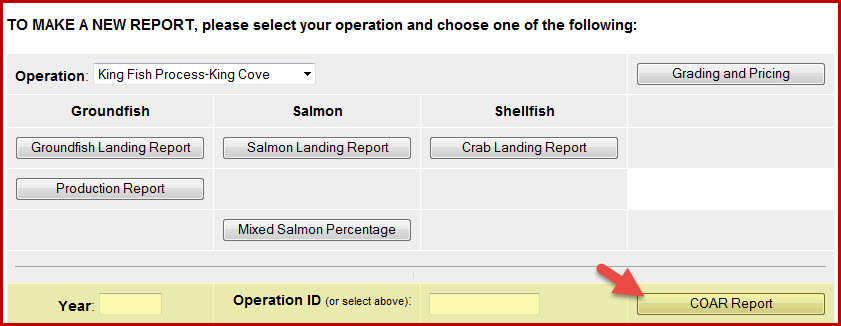 TO MAKE A NEW REPORT, please select your operation and choose one of the following:
Operation: King Fish Process-King Cove Grading and Pricing
Groundfish Salmon Shellfish
Groundfish Landing Report Salmon Landing Report Crab Landing Report
Production Report
Mixed Salmon Percentage
Year: Operation ID (or select above): COAR Report